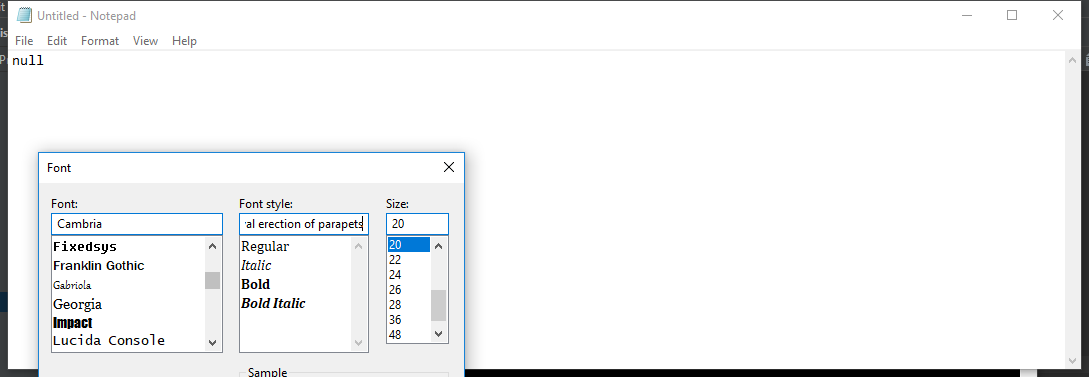 Untitled - Notepad
File Edit Format View Help
null
Font
Font: Font style: Size:
Cambria al erection of parapets 20
Fixedsys Regular 20
Franklin Gothic Italic 22
Gabriola Bold 24
Georgia Bold Italic 26
Impact 28
Lucida Console 36
48
Sample